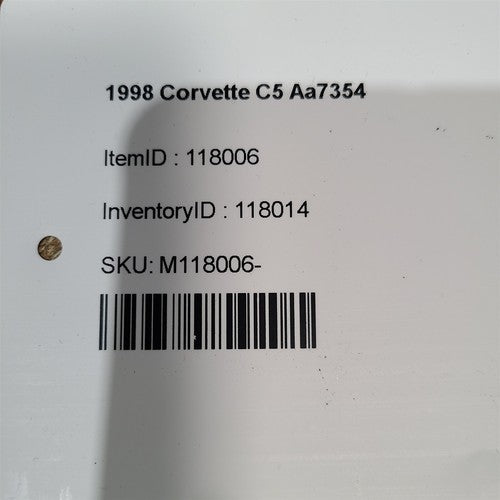 1998 Corvette C5 Aa7354
ItemID : 118006
InventoryID : 118014
SKU: M118006-